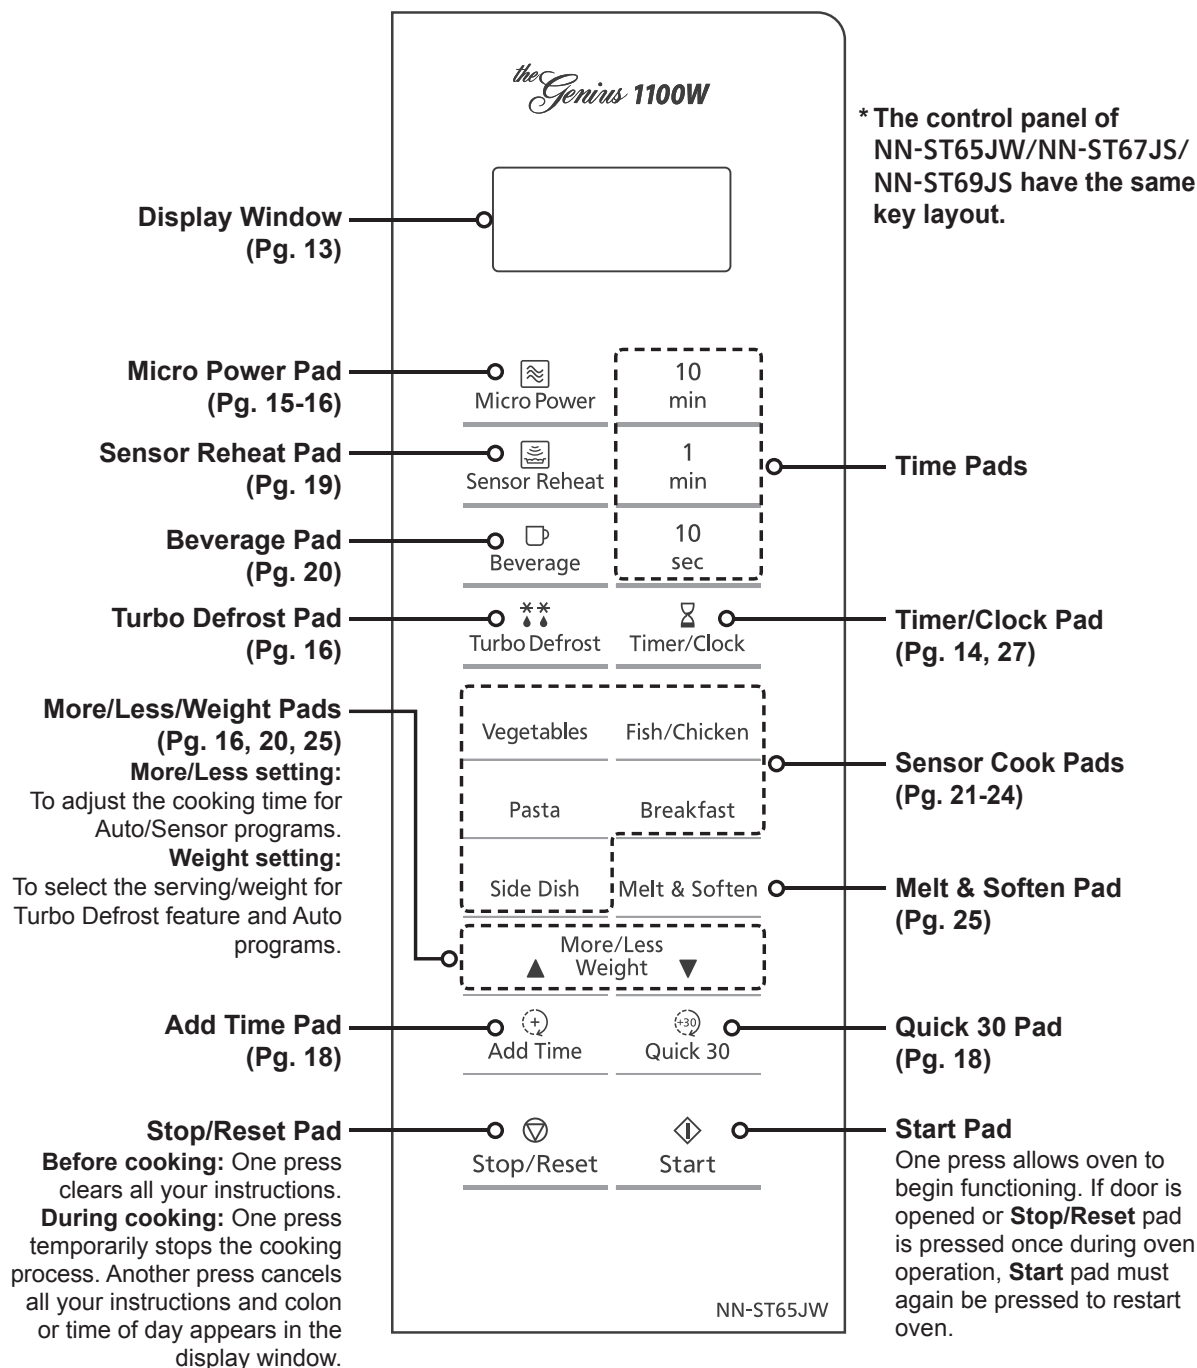 the Genius 1100W
* The control panel of
NN-ST65JW/NN-ST67JS/
NN-ST69JS have the same
key layout.
Display Window
(Pg. 13)
Micro Power Pad
(Pg. 15-16)
Micro Power
10
min
Sensor Reheat Pad
(Pg. 19)
Sensor Reheat
1
min
Time Pads
Beverage Pad
(Pg. 20)
Beverage
10
sec
Turbo Defrost Pad
(Pg. 16)
Turbo Defrost
Timer/Clock
Timer/Clock Pad
(Pg. 14, 27)
More/Less/Weight Pads
(Pg. 16, 20, 25)
More/Less setting:
To adjust the cooking time for
Auto/Sensor programs.
Weight setting:
To select the serving/weight for
Turbo Defrost feature and Auto
programs.
Vegetables
Fish/Chicken
Pasta
Breakfast
Side Dish
Melt & Soften
Sensor Cook Pads
(Pg. 21-24)
Melt & Soften Pad
(Pg. 25)
More/Less
▲ Weight ▼
Add Time Pad
(Pg. 18)
+
Add Time
+30
Quick 30
Quick 30 Pad
(Pg. 18)
Stop/Reset Pad
Before cooking: One press
clears all your instructions.
During cooking: One press
temporarily stops the cooking
process. Another press cancels
all your instructions and colon
or time of day appears in the
display window.
Stop/Reset
Start
Start Pad
One press allows oven to
begin functioning. If door is
opened or Stop/Reset pad
is pressed once during oven
operation, Start pad must
again be pressed to restart
oven.
NN-ST65JW